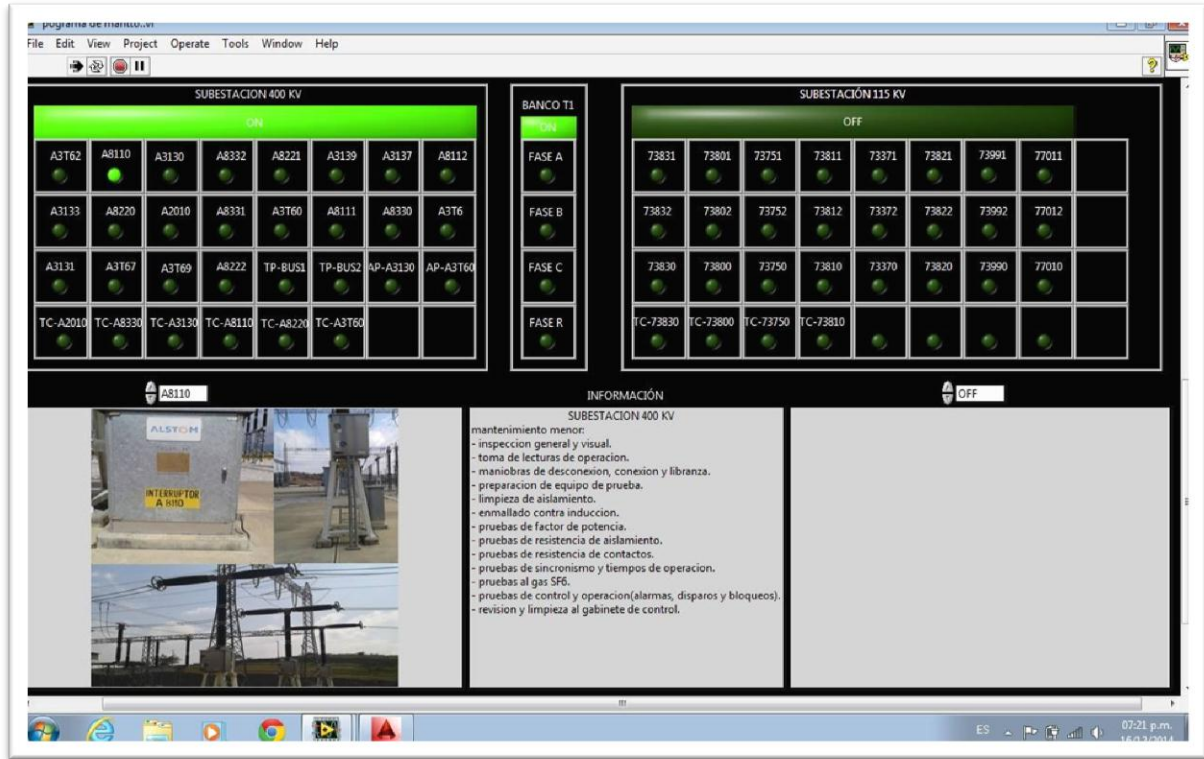 pograma de mantto..vi
File Edit View Project Operate Tools Window Help
SUBESTACION 400 KV
ON
A3T62 A8110 A3130 A8332 A8221 A3139 A3137 A8112
A3133 A8220 A2010 A8331 A3T60 A8111 A8330 A3T6
A3131 A3T67 A3T69 A8222 TP-BUS1 TP-BUS2 AP-A3130 AP-A3T60
TC-A2010 TC-A8330 TC-A3130 TC-A8110 TC-A8220 TC-A3T60
BANCO T1
ON
FASE A
FASE B
FASE C
FASE R
SUBESTACIÓN 115 KV
OFF
73831 73801 73751 73811 73371 73821 73991 77011
73832 73802 73752 73812 73372 73822 73992 77012
73830 73800 73750 73810 73370 73820 73990 77010
TC-73830 TC-73800 TC-73750 TC-73810
A8110
INFORMACIÓN
OFF
ALSTOM
INTERRUPTOR
A 8110
SUBESTACION 400 KV
mantenimiento menor:
- inspeccion general y visual.
- toma de lecturas de operacion.
- maniobras de desconexion, conexion y libranza.
- preparacion de equipo de prueba.
- limpieza de aislamiento.
- enmallado contra induccion.
- pruebas de factor de potencia.
- pruebas de resistencia de aislamiento.
- pruebas de resistencia de contactos.
- pruebas de sincronismo y tiempos de operacion.
- pruebas al gas SF6.
- pruebas de control y operacion(alarmas, disparos y bloqueos).
- revision y limpieza al gabinete de control.
ES
07:21 p.m.